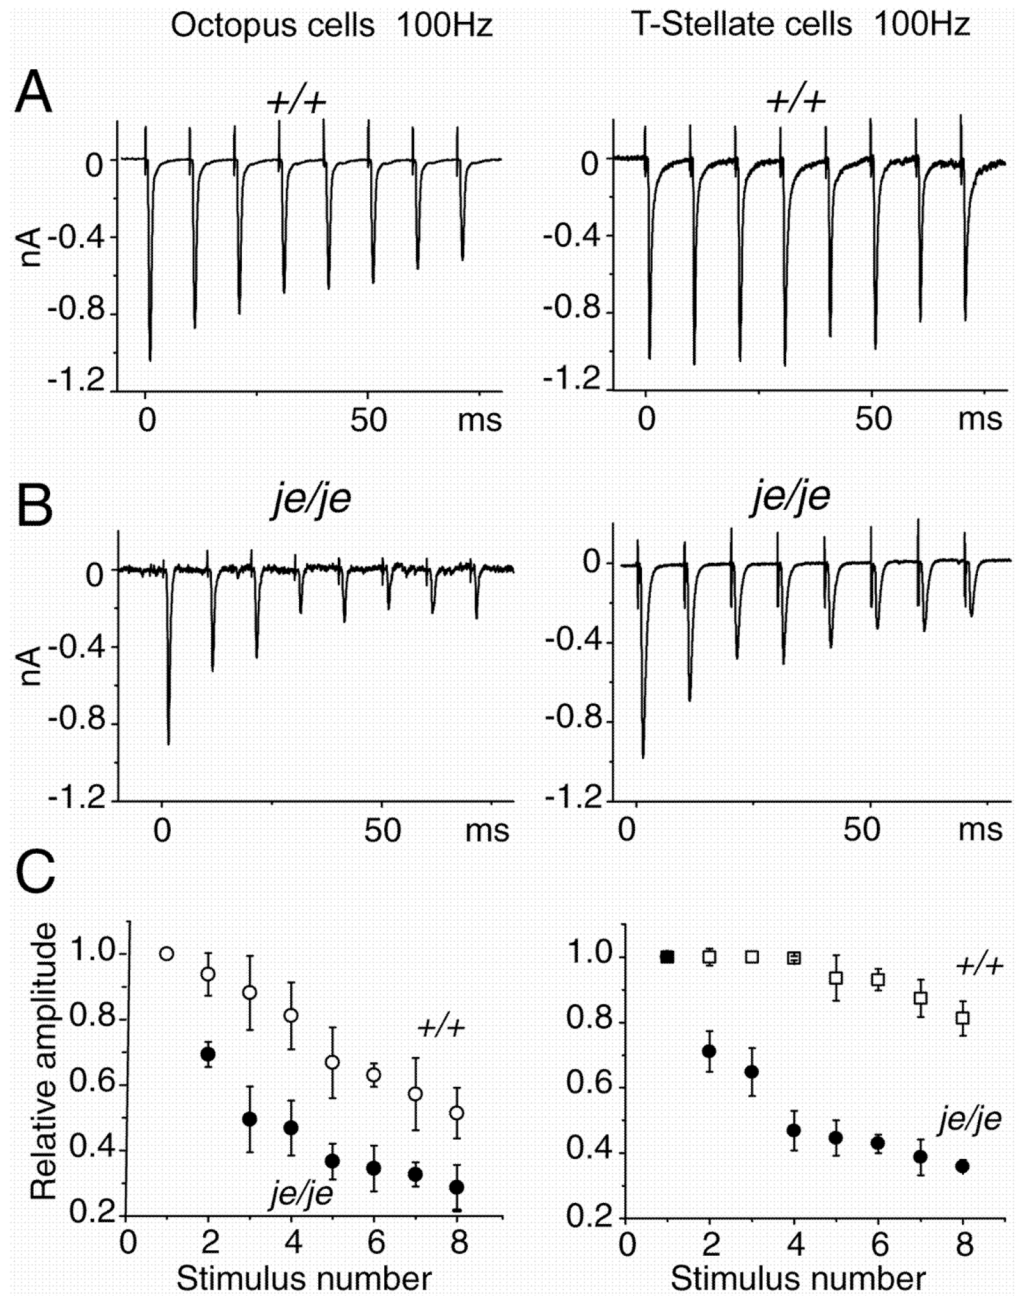 Octopus cells 100Hz T-Stellate cells 100Hz
A
+/+ +/+
0 0
-0.4 -0.4
nA
-0.8 -0.8
-1.2 -1.2
0 50 ms 0 50 ms
B
je/je je/je
0 0
-0.4 -0.4
nA
-0.8 -0.8
-1.2 -1.2
0 50 ms 0 50 ms
C
Relative amplitude
1.0 1.0
+/+
+/+
0.8 0.8
0.6 0.6
je/je
0.4 0.4
je/je
0.2 0.2
0 2 4 6 8 0 2 4 6 8
Stimulus number Stimulus number